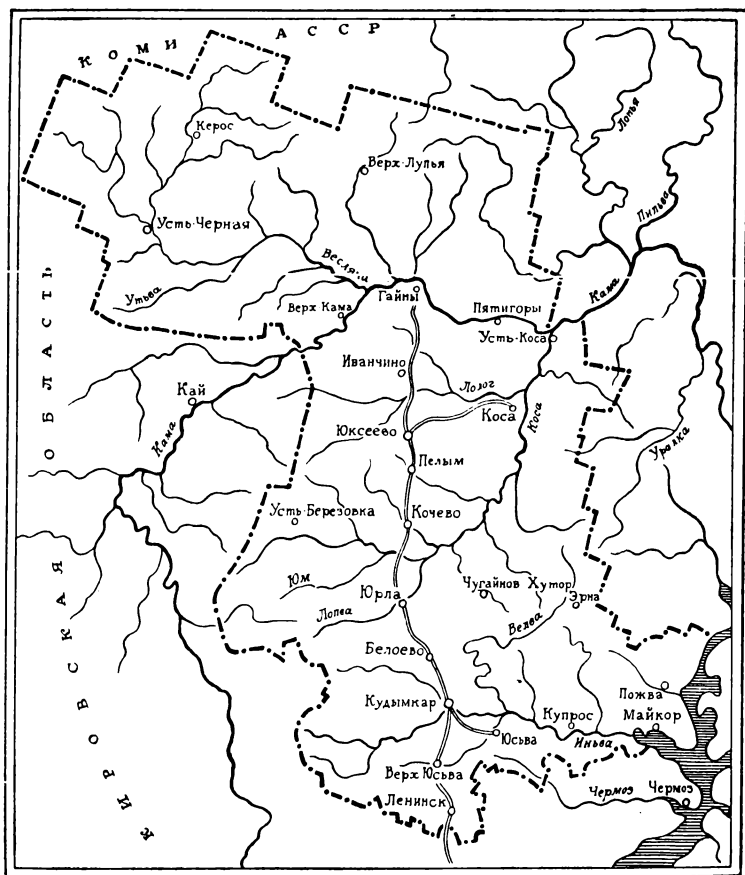 КОМИ АССР
Лопья
Керос
Верх-Лупья
Пильва
Усть-Черная
Весляна
Кама
Утьва
Гайны
Верх Кама
Пятигоры
Усть-Коса
ОБЛАСТЬ
Иванчино
Лолог
Кай
Коса
Коса
Кама
Юксеево
Уралка
Пелым
Усть-Березовка
Кочево
КИРОВСКАЯ
Юм
Чугайнов Хутор
Эрна
Юрла
Лопва
Велва
Белоево
Пожва
Кудымкар
Купрос
Майкор
Юсьва
Иньва
Верх Юсьва
Чермоз
Чермоз
Ленинск